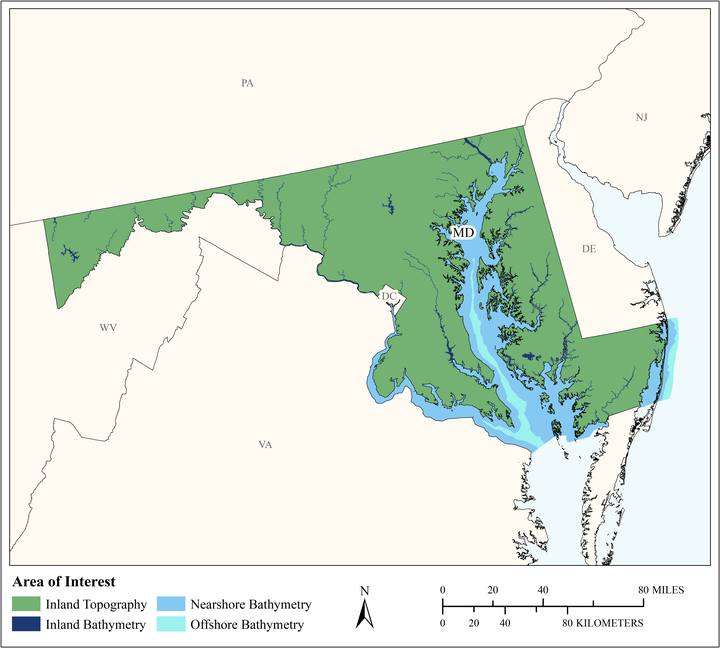 PA
NJ
MD
DE
DC
WV
VA
Area of Interest
Inland Topography
Nearshore Bathymetry
Inland Bathymetry
Offshore Bathymetry
N
0 20 40 80 MILES
0 20 40 80 KILOMETERS